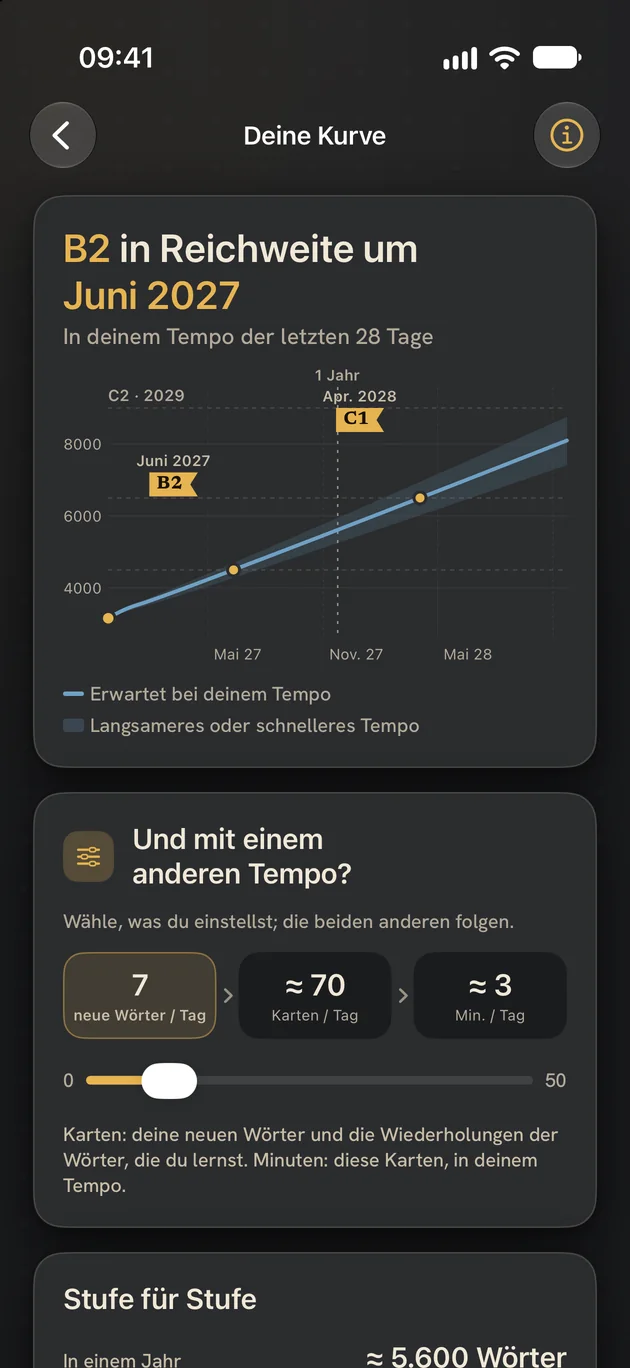 09:41
Deine Kurve
B2 in Reichweite um
Juni 2027
In deinem Tempo der letzten 28 Tage
1 Jahr
C2 · 2029
Apr. 2028
C1
8000
Juni 2027
B2
6000
4000
Mai 27
Nov. 27
Mai 28
Erwartet bei deinem Tempo
Langsameres oder schnelleres Tempo
Und mit einem
anderen Tempo?
Wähle, was du einstellst; die beiden anderen folgen.
7
neue Wörter / Tag
≈ 70
Karten / Tag
≈ 3
Min. / Tag
0
50
Karten: deine neuen Wörter und die Wiederholungen der
Wörter, die du lernst. Minuten: diese Karten, in deinem
Tempo.
Stufe für Stufe
In einem Jahr
≈ 5.600 Wörter